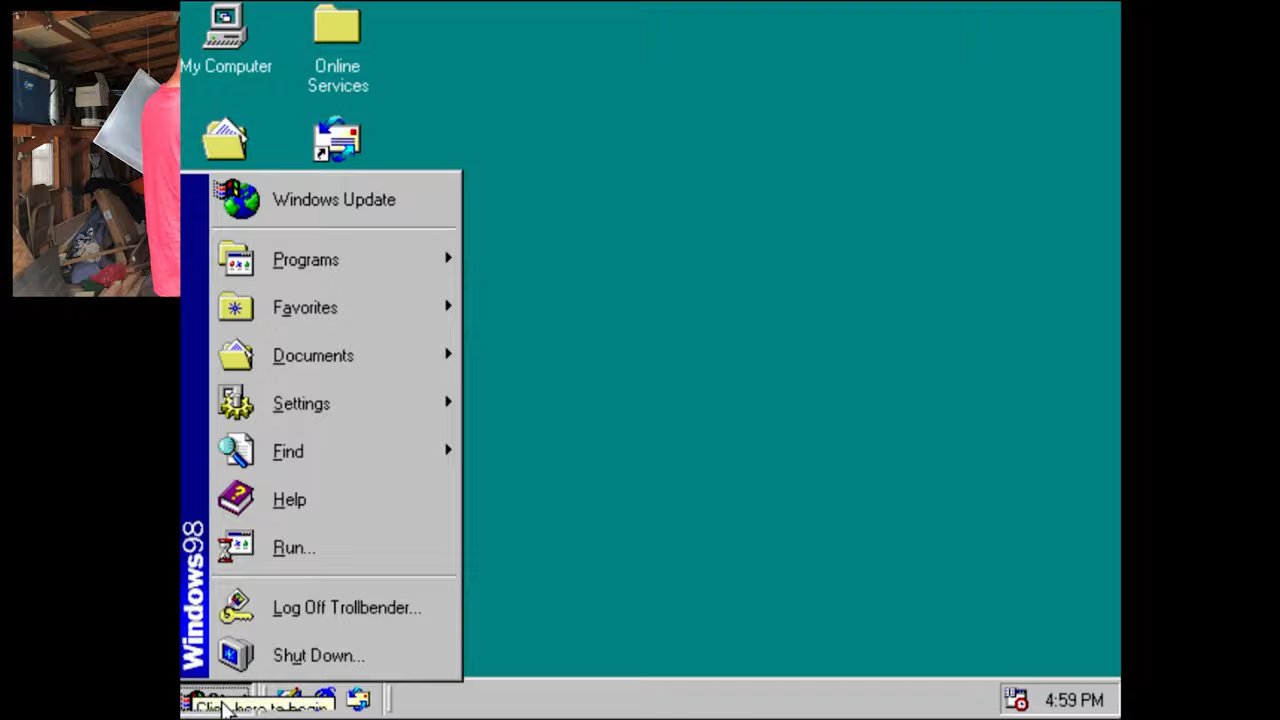 My Computer
Online
Services
Windows Update
Programs
Favorites
Documents
Settings
Find
Help
Run...
Log Off Trollbender...
Shut Down...
Windows98
Click here to begin
4:59 PM